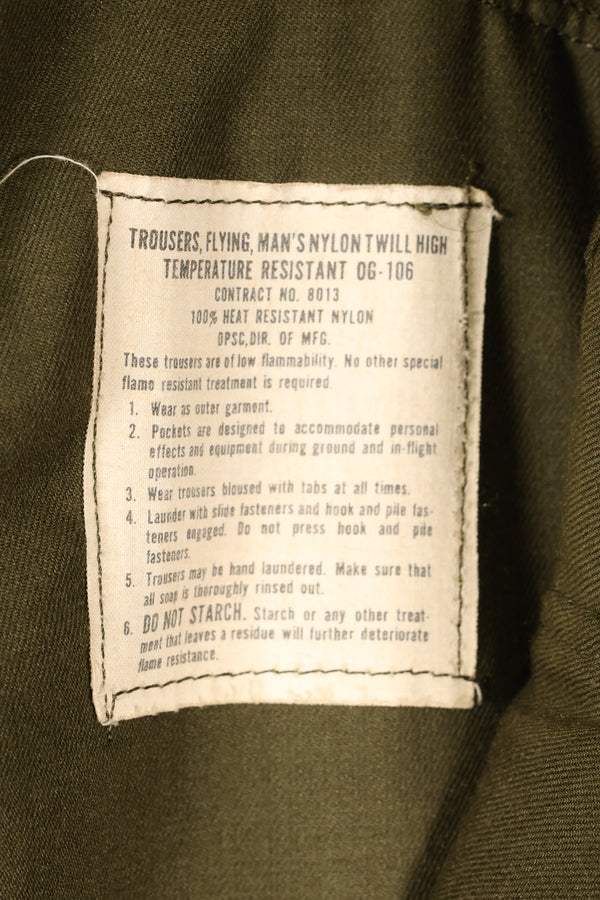 TROUSERS, FLYING, MAN'S NYLON TWILL HIGH
TEMPERATURE RESISTANT OG-106
CONTRACT NO. 8013
100% HEAT RESISTANT NYLON
DPSC, DIR. OF MFG.
These trousers are of low flammability. No other special
flame resistant treatment is required.
1. Wear as outer garment.
2. Pockets are designed to accommodate personal
effects and equipment during ground and in-flight
operation.
3. Wear trousers bloused with tabs at all times.
4. Launder with slide fasteners and hook and pile fas-
teners engaged. Do not press hook and pile
fasteners.
5. Trousers may be hand laundered. Make sure that
all soap is thoroughly rinsed out.
6. DO NOT STARCH. Starch or any other treat-
ment that leaves a residue will further deteriorate
flame resistance.